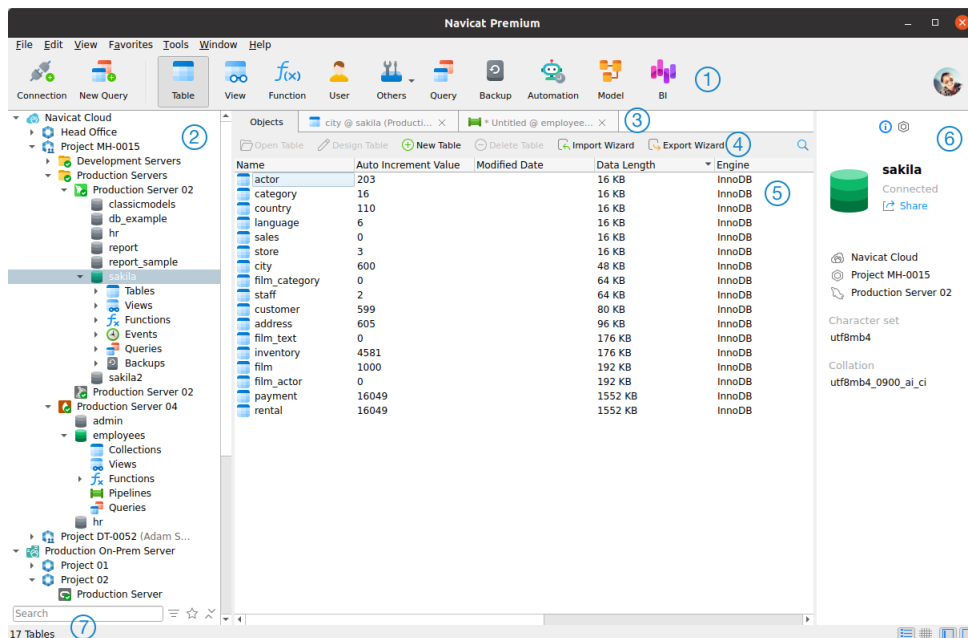 Navicat Premium
File Edit View Favorites Tools Window Help
Connection New Query Table View Function User Others Query Backup Automation Model BI
1
Navicat Cloud
Head Office
Project MH-0015
Development Servers
Production Servers
Production Server 02
classicmodels
db_example
hr
report
report_sample
sakila
Tables
Views
Functions
Events
Queries
Backups
sakila2
Production Server 02
Production Server 04
admin
employees
Collections
Views
Functions
Pipelines
Queries
hr
Project DT-0052 (Adam S...
Production On-Prem Server
Project 01
Project 02
Production Server
2
Search
7
17 Tables
Objects city @ sakila (Producti... * Untitled @ employee... 3
Open Table Design Table New Table Delete Table Import Wizard Export Wizard 4
Name Auto Increment Value Modified Date Data Length Engine
actor 203 16 KB InnoDB
category 16 16 KB InnoDB
country 110 16 KB InnoDB
language 6 16 KB InnoDB
sales 0 16 KB InnoDB
store 3 16 KB InnoDB
city 600 48 KB InnoDB
film_category 0 64 KB InnoDB
staff 2 64 KB InnoDB
customer 599 80 KB InnoDB
address 605 96 KB InnoDB
film_text 0 176 KB InnoDB
inventory 4581 176 KB InnoDB
film 1000 192 KB InnoDB
film_actor 0 192 KB InnoDB
payment 16049 1552 KB InnoDB
rental 16049 1552 KB InnoDB
5
6
sakila
Connected
Share
Navicat Cloud
Project MH-0015
Production Server 02
Character set
utf8mb4
Collation
utf8mb4_0900_ai_ci